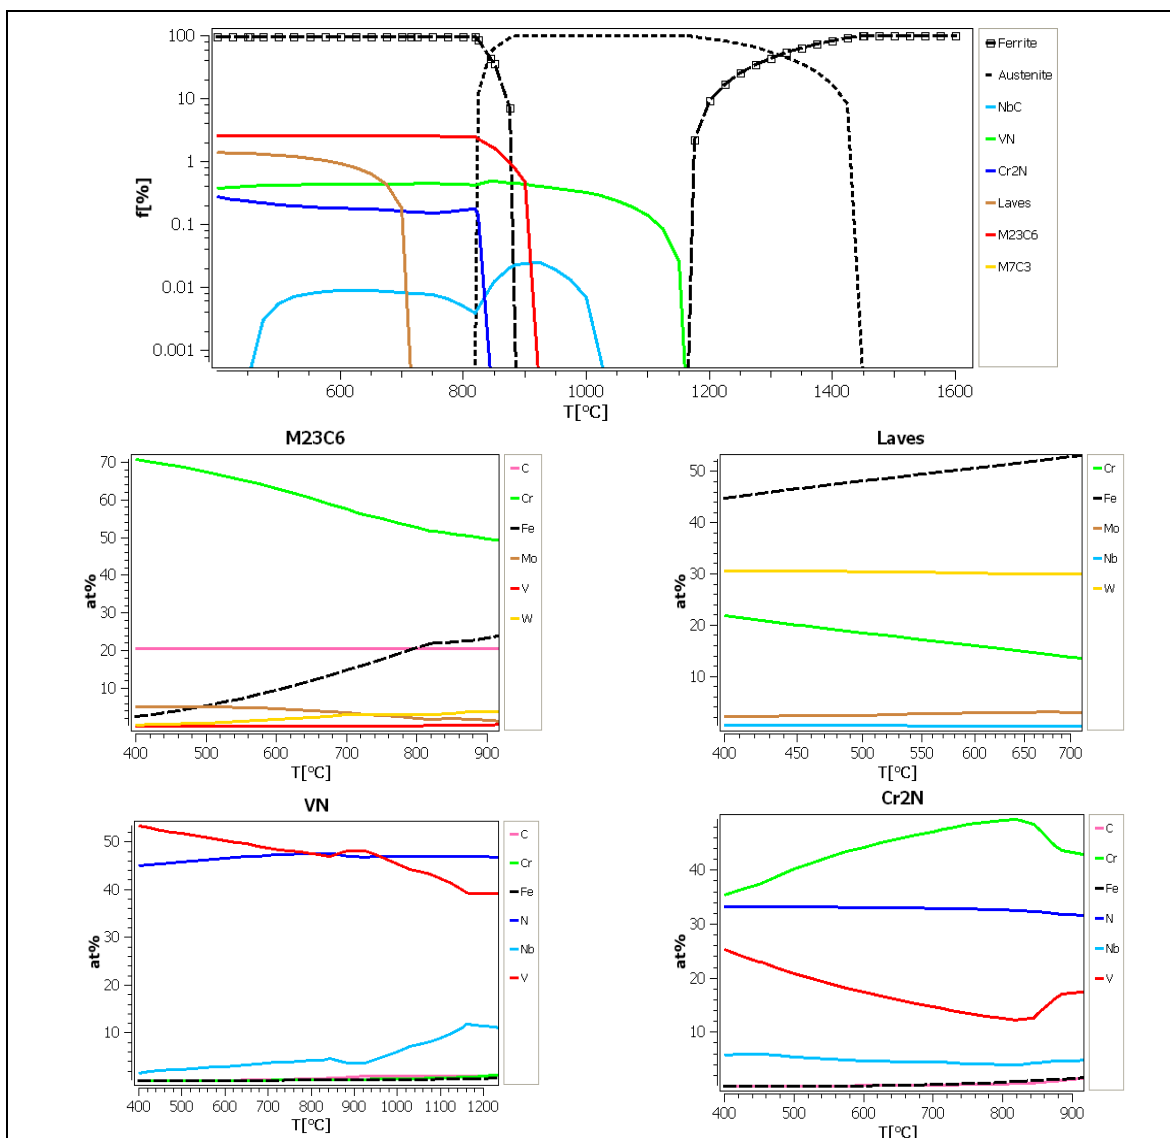 100
10
1
0.1
0.01
0.001
f[%]
600 800 1000 1200 1400 1600
T[°C]
Ferrite
Austenite
NbC
VN
Cr2N
Laves
M23C6
M7C3
M23C6
70
60
50
40
30
20
10
at%
400 500 600 700 800 900
T[°C]
C
Cr
Fe
Mo
V
W
Laves
50
40
30
20
10
at%
400 450 500 550 600 650 700
T[°C]
Cr
Fe
Mo
Nb
W
VN
50
40
30
20
10
at%
400 500 600 700 800 900 1000 1100 1200
T[°C]
C
Cr
Fe
N
Nb
V
Cr2N
40
30
20
10
at%
400 500 600 700 800 900
T[°C]
C
Cr
Fe
N
Nb
V